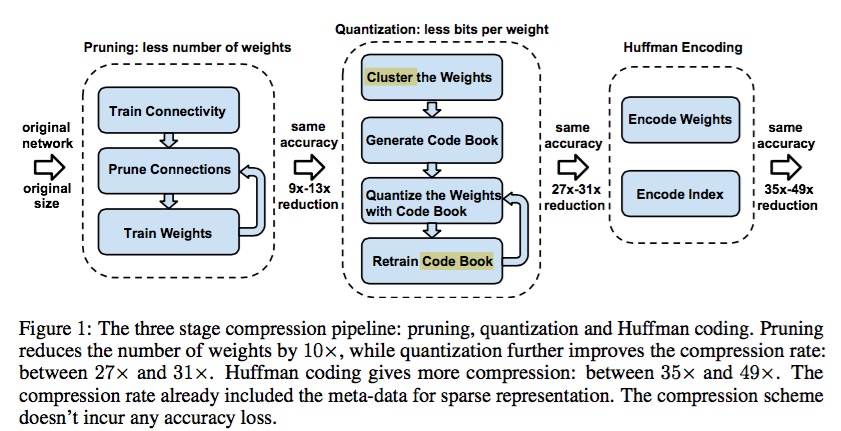 Pruning: less number of weights
Quantization: less bits per weight
Huffman Encoding
original
network
original
size
Train Connectivity
Prune Connections
Train Weights
same
accuracy
9x-13x
reduction
Cluster the Weights
Generate Code Book
Quantize the Weights
with Code Book
Retrain Code Book
same
accuracy
27x-31x
reduction
Encode Weights
Encode Index
same
accuracy
35x-49x
reduction
Figure 1: The three stage compression pipeline: pruning, quantization and Huffman coding. Pruning
reduces the number of weights by 10×, while quantization further improves the compression rate:
between 27× and 31×. Huffman coding gives more compression: between 35× and 49×. The
compression rate already included the meta-data for sparse representation. The compression scheme
doesn't incur any accuracy loss.